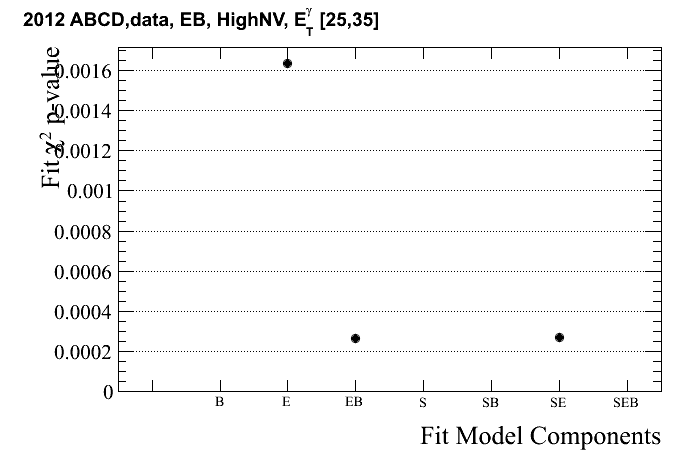 2012 ABCD,data, EB, HighNV, E_T^γ [25,35]
Fit χ² p-value
0.0016
0.0014
0.0012
0.001
0.0008
0.0006
0.0004
0.0002
0
B E EB S SB SE SEB
Fit Model Components